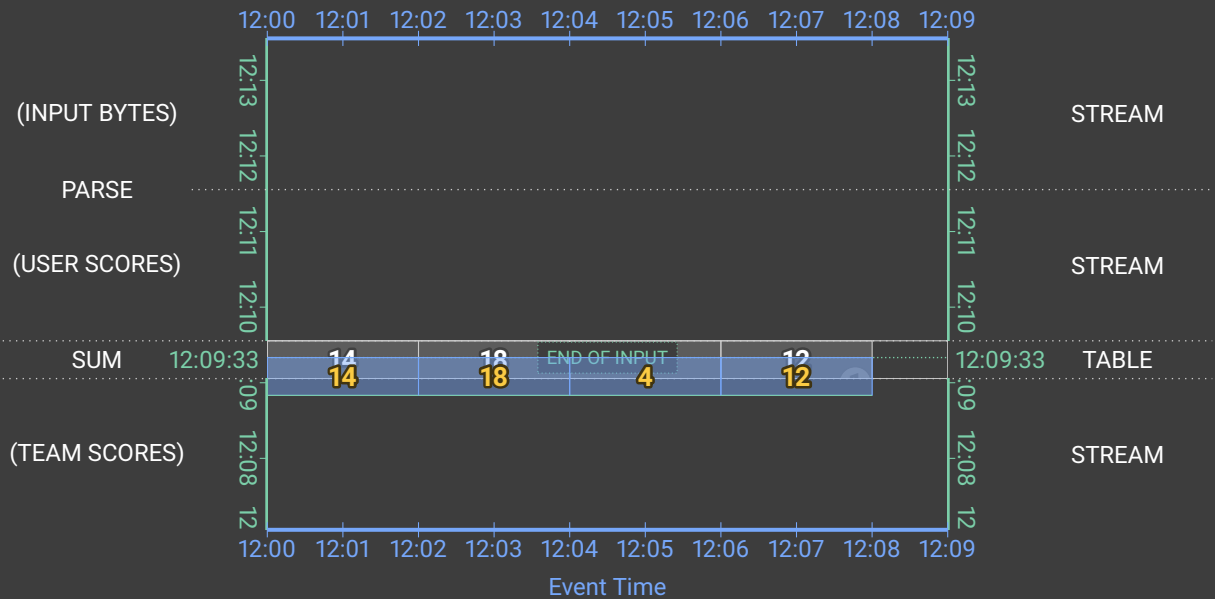 12:00 12:01 12:02 12:03 12:04 12:05 12:06 12:07 12:08 12:09
12:13 12:13
(INPUT BYTES) STREAM
12:12 12:12
PARSE
12:11 12:11
(USER SCORES) STREAM
12:10 12:10
SUM 12:09:33 14 18 END OF INPUT 12 12:09:33 TABLE
14 18 4 12
:09 :09
(TEAM SCORES) 12:08 12:08 STREAM
12 12
12:00 12:01 12:02 12:03 12:04 12:05 12:06 12:07 12:08 12:09
Event Time